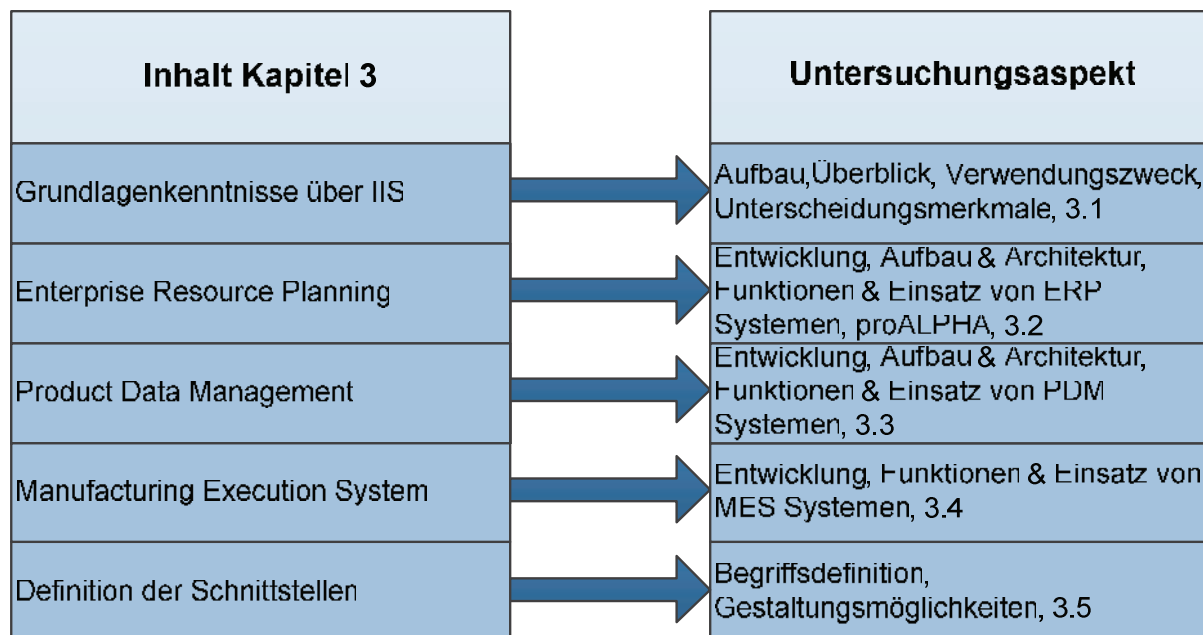 Inhalt Kapitel 3
Untersuchungsaspekt
Grundlagenkenntnisse über IIS
Aufbau,Überblick, Verwendungszweck,
Unterscheidungsmerkmale, 3.1
Enterprise Resource Planning
Entwicklung, Aufbau & Architektur,
Funktionen & Einsatz von ERP
Systemen, proALPHA, 3.2
Product Data Management
Entwicklung, Aufbau & Architektur,
Funktionen & Einsatz von PDM
Systemen, 3.3
Manufacturing Execution System
Entwicklung, Funktionen & Einsatz von
MES Systemen, 3.4
Definition der Schnittstellen
Begriffsdefinition,
Gestaltungsmöglichkeiten, 3.5